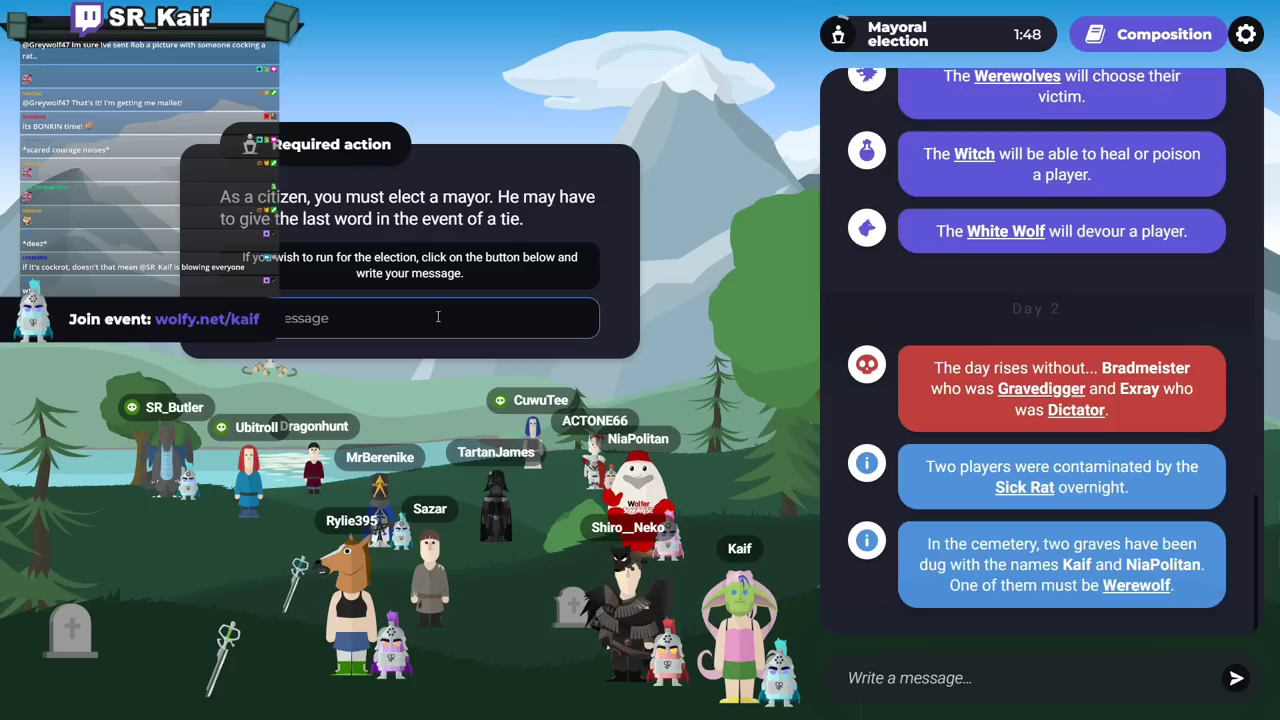 SR_Kaif
@Greywolf47 Im sure Ive sent Rob a picture with someone cocking a
rat..
@Greywolf47 That's It! I'm getting me mallet!
its BONKIN time!
*scared courage noises*
*deez*
if it's cockrot, doesn't that mean @SR_Kaif is blowing everyone
Join event: wolfy.net/kaif
Required action
As a citizen, you must elect a mayor. He may have
to give the last word in the event of a tie.
If you wish to run for the election, click on the button below and
write your message.
essage
SR_Butler
Ubitroll
Dragonhunt
MrBerenike
CuwuTee
ACTONE66
NiaPolitan
TartanJames
Rylie395
Sazar
Shiro__Neko
Kaif
Wolfer
Mayoral
election
1:48
Composition
The Werewolves will choose their
victim.
The Witch will be able to heal or poison
a player.
The White Wolf will devour a player.
Day 2
The day rises without... Bradmeister
who was Gravedigger and Exray who
was Dictator.
Two players were contaminated by the
Sick Rat overnight.
In the cemetery, two graves have been
dug with the names Kaif and NiaPolitan.
One of them must be Werewolf.
Write a message...